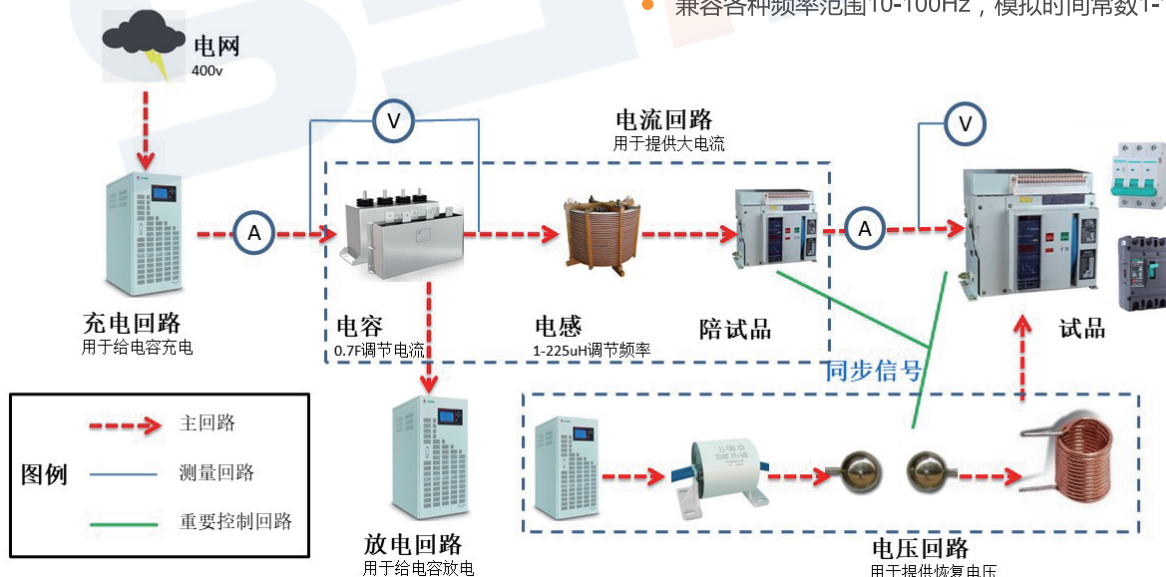 兼容各种频率范围10-100Hz，模拟时间常数1-
电网
400v
V
电流回路
用于提供大电流
V
A
A
充电回路
用于给电容充电
电容
0.7F调节电流
电感
1-225uH调节频率
陪试品
试品
同步信号
图例
主回路
测量回路
重要控制回路
放电回路
用于给电容放电
电压回路
用于提供恢复电压